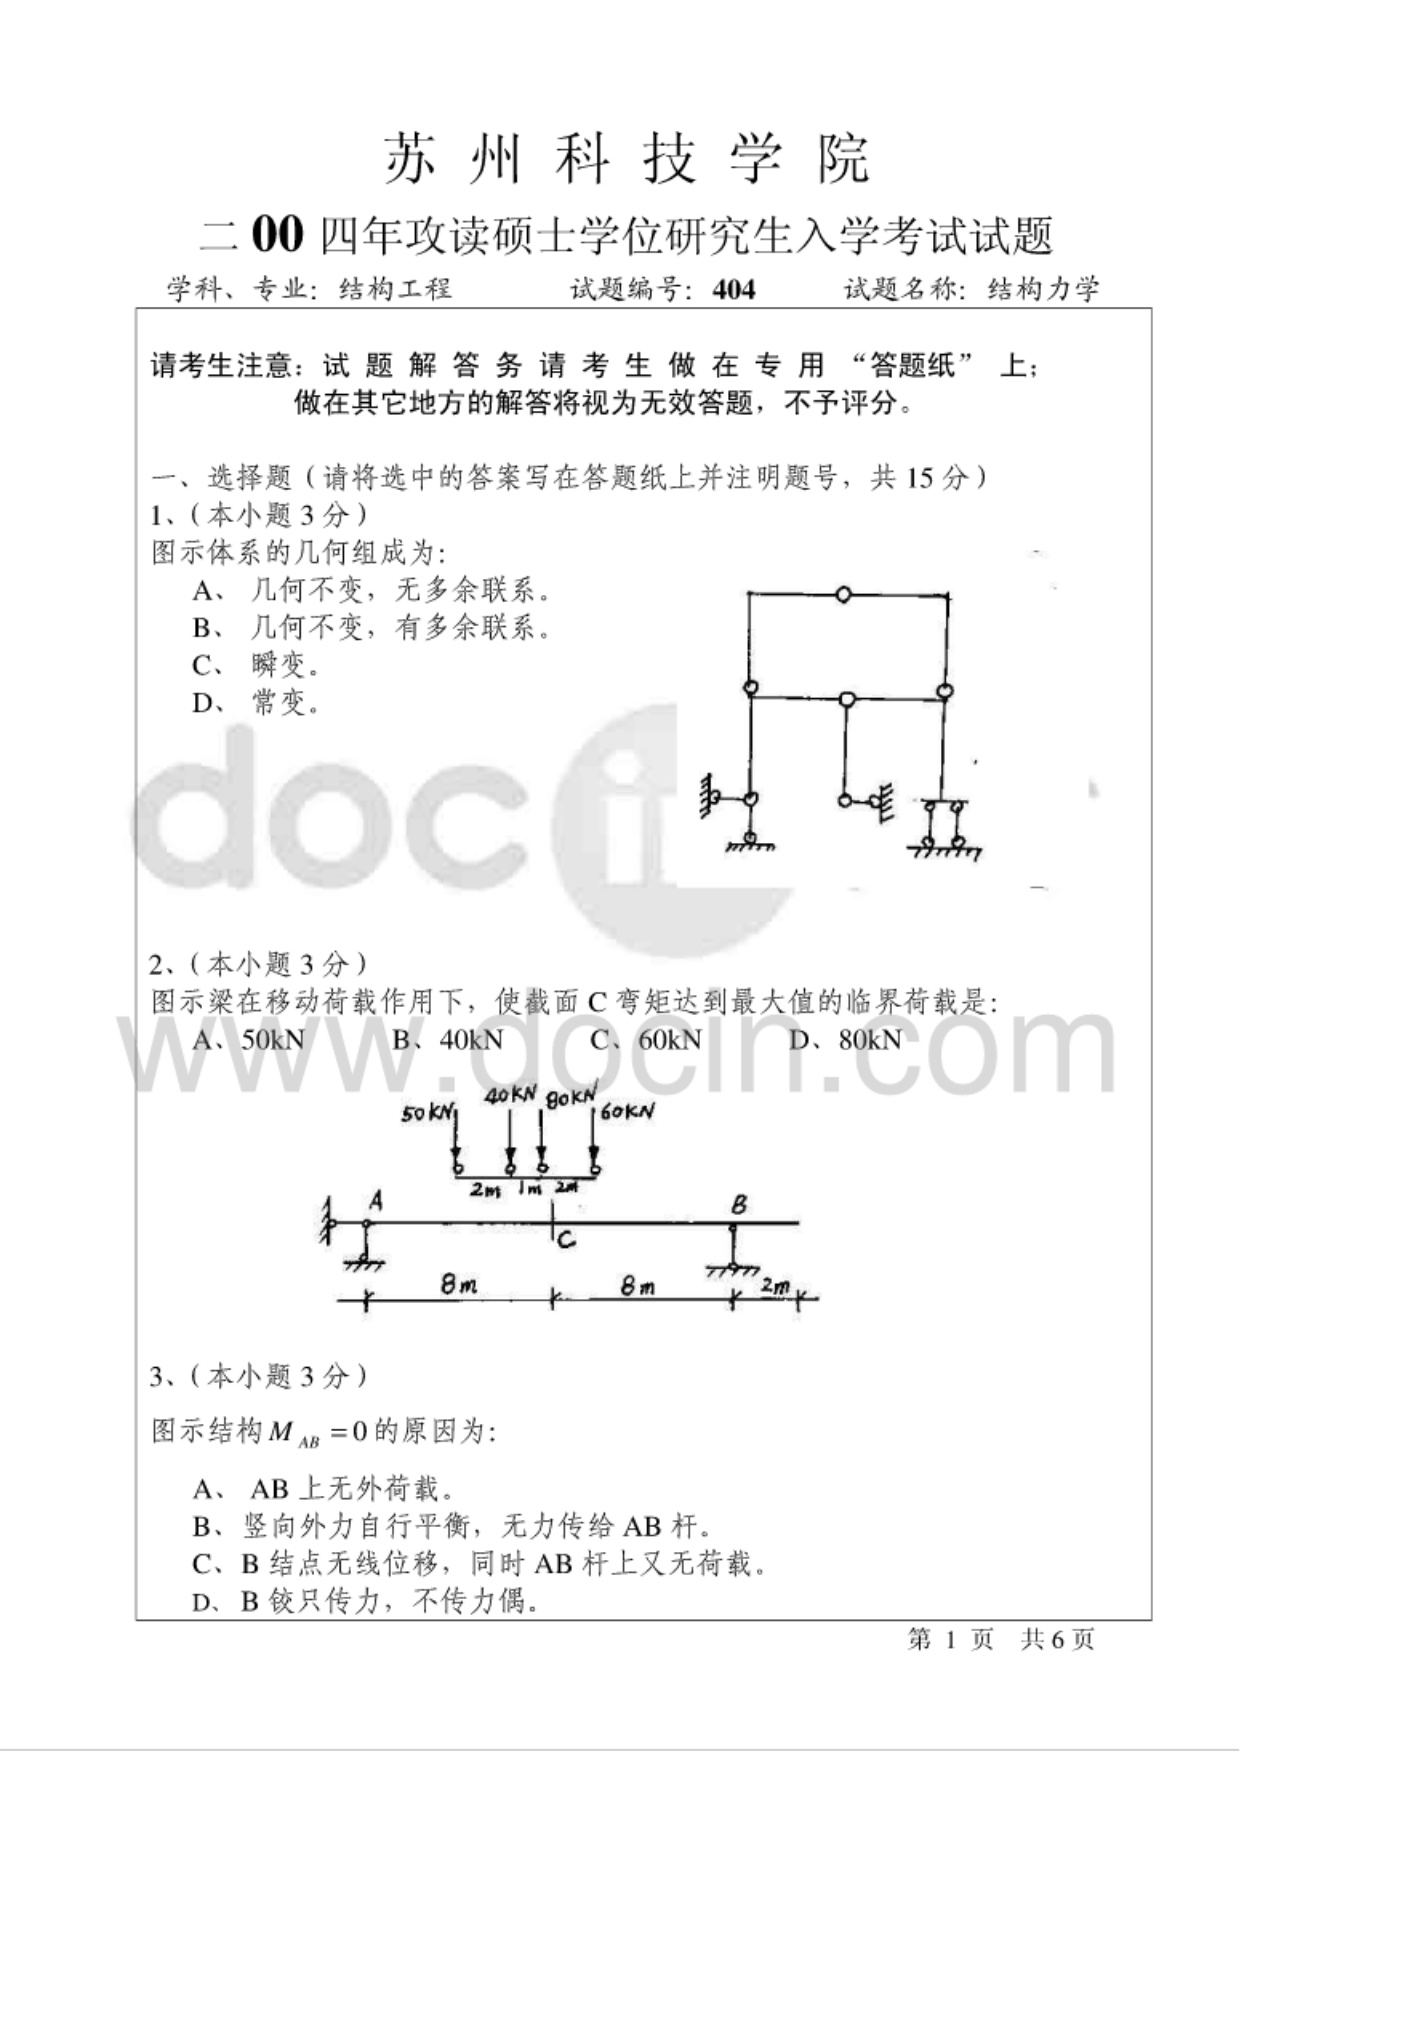 苏州科技学院
二00四年攻读硕士学位研究生入学考试试题
学科、专业：结构工程 试题编号：404 试题名称：结构力学
请考生注意：试题解答务请考生做在专用“答题纸”上；
做在其它地方的解答将视为无效答题，不予评分。
一、选择题（请将选中的答案写在答题纸上并注明题号，共15分）
1、（本小题3分）
图示体系的几何组成为：
A、 几何不变，无多余联系。
B、 几何不变，有多余联系。
C、 瞬变。
D、 常变。
docin
2、（本小题3分）
图示梁在移动荷载作用下，使截面C弯矩达到最大值的临界荷载是：
www.docin.com
A、50kN B、40kN C、60kN D、80kN
50KN 40KN 80KN 60KN
2m 1m 2m
A B
C
8m 8m 2m
3、（本小题3分）
图示结构M AB =0的原因为：
A、 AB上无外荷载。
B、竖向外力自行平衡，无力传给AB杆。
C、B结点无线位移，同时AB杆上又无荷载。
D、B铰只传力，不传力偶。
第 1 页 共6页